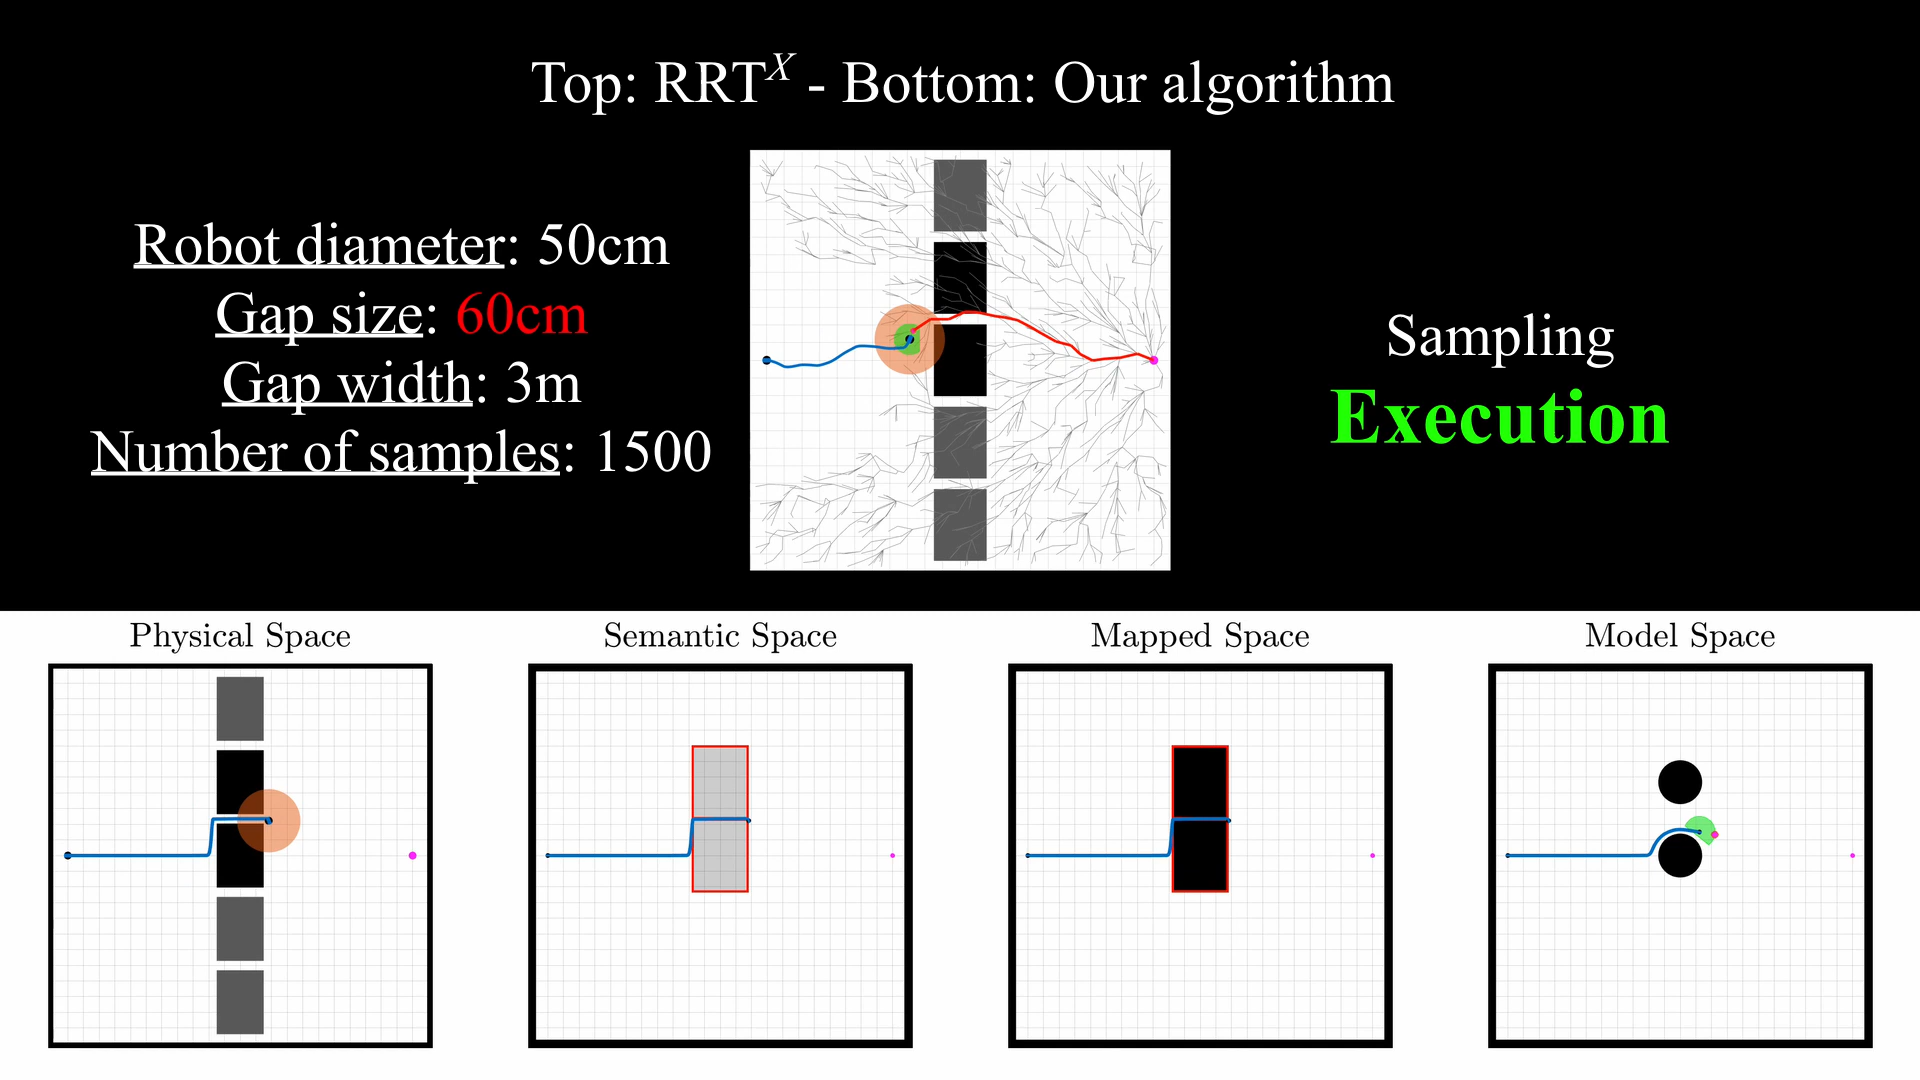 Top: RRTˣ - Bottom: Our algorithm
Robot diameter: 50cm
Gap size: 60cm
Gap width: 3m
Number of samples: 1500
Sampling
Execution
Physical Space
Semantic Space
Mapped Space
Model Space